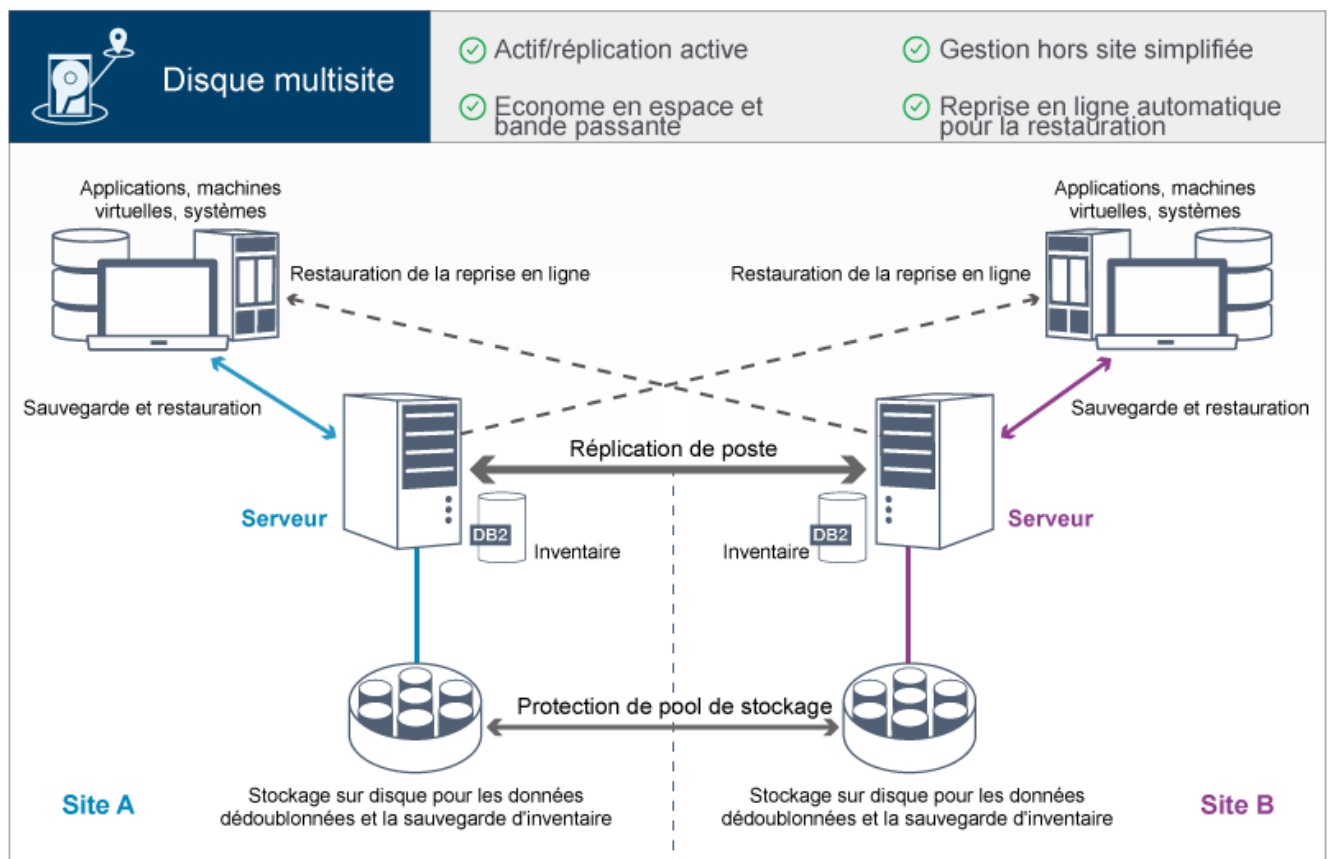 Disque multisite
Actif/réplication active
Econome en espace et
bande passante
Gestion hors site simplifiée
Reprise en ligne automatique
pour la restauration
Applications, machines
virtuelles, systèmes
Applications, machines
virtuelles, systèmes
Restauration de la reprise en ligne
Restauration de la reprise en ligne
Sauvegarde et restauration
Sauvegarde et restauration
Réplication de poste
Serveur
DB2
Inventaire
Inventaire
DB2
Serveur
Protection de pool de stockage
Site A
Stockage sur disque pour les données
dédoublonnées et la sauvegarde d'inventaire
Stockage sur disque pour les données
dédoublonnées et la sauvegarde d'inventaire
Site B